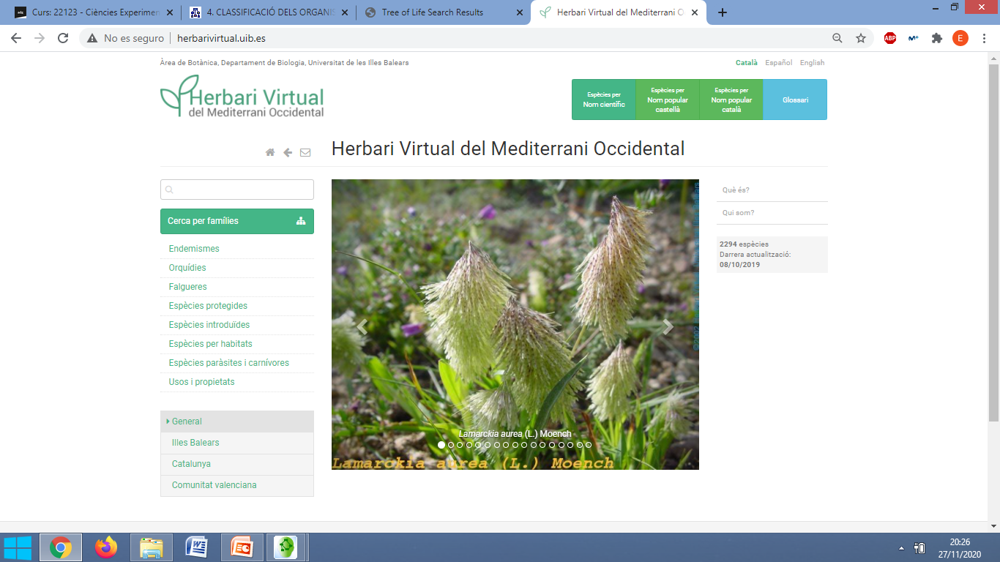 Curs: 22123 - Ciències Experimen
4. CLASSIFICACIÓ DELS ORGANIS
Tree of Life Search Results
Herbari Virtual del Mediterrani O
No es seguro
herbarivirtual.uib.es
ABP
E
Àrea de Botànica, Departament de Biologia, Universitat de les Illes Balears
Català Español English
Herbari Virtual
del Mediterrani Occidental
Espècies per
Nom científic
Espècies per
Nom popular
castellà
Espècies per
Nom popular
català
Glossari
Herbari Virtual del Mediterrani Occidental
Cerca per famílies
Endemismes
Orquídies
Falgueres
Espècies protegides
Espècies introduïdes
Espècies per habitats
Espècies paràsites i carnívores
Usos i propietats
General
Illes Balears
Catalunya
Comunitat valenciana
Lamarckia aurea (L.) Moench
Lamarckia aurea (L.) Moench
Què és?
Qui som?
2294 espècies
Darrera actualització:
08/10/2019
20:26
27/11/2020